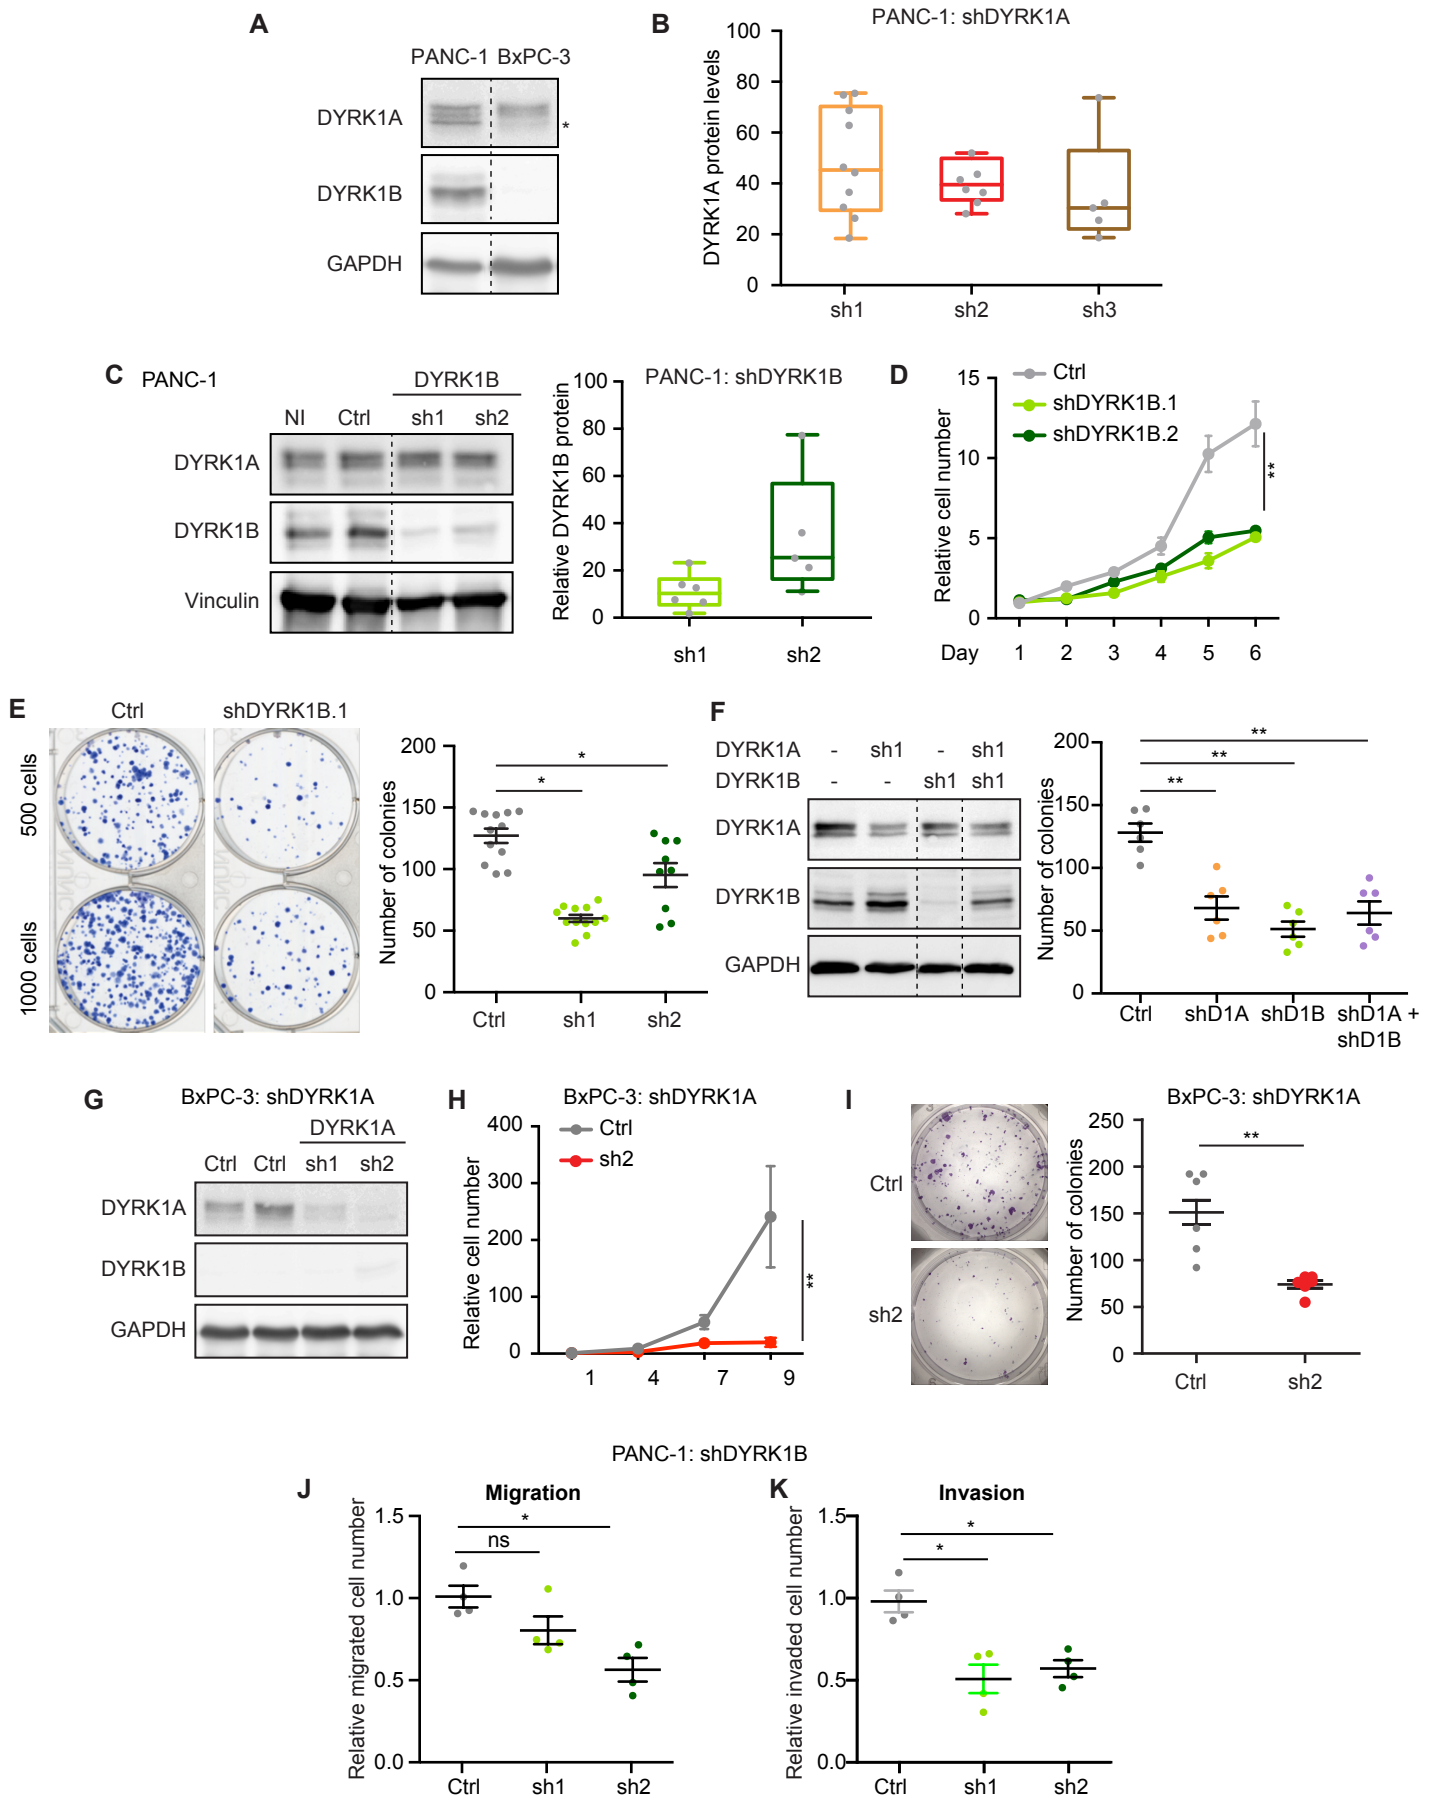 A
PANC-1 BxPC-3
DYRK1A
*
DYRK1B
GAPDH
B
PANC-1: shDYRK1A
DYRK1A protein levels
100
80
60
40
20
0
sh1 sh2 sh3
C
PANC-1
DYRK1B
NI Ctrl sh1 sh2
DYRK1A
DYRK1B
Vinculin
PANC-1: shDYRK1B
Relative DYRK1B protein
100
80
60
40
20
0
sh1 sh2
D
Ctrl
shDYRK1B.1
shDYRK1B.2
Relative cell number
15
10
5
0
**
Day 1 2 3 4 5 6
E
Ctrl shDYRK1B.1
500 cells
1000 cells
Number of colonies
200
150
100
50
0
*
*
Ctrl sh1 sh2
F
DYRK1A - sh1 - sh1
DYRK1B - - sh1 sh1
DYRK1A
DYRK1B
GAPDH
Number of colonies
200
150
100
50
0
**
**
**
Ctrl shD1A shD1B shD1A +
shD1B
G
BxPC-3: shDYRK1A
DYRK1A
Ctrl Ctrl sh1 sh2
DYRK1A
DYRK1B
GAPDH
H
BxPC-3: shDYRK1A
Ctrl
sh2
Relative cell number
400
300
200
100
0
**
1 4 7 9
I
Ctrl
sh2
BxPC-3: shDYRK1A
Number of colonies
250
200
150
100
50
0
**
Ctrl sh2
PANC-1: shDYRK1B
J
Migration
Relative migrated cell number
1.5
1.0
0.5
0.0
*
ns
Ctrl sh1 sh2
K
Invasion
Relative invaded cell number
1.5
1.0
0.5
0.0
*
*
Ctrl sh1 sh2